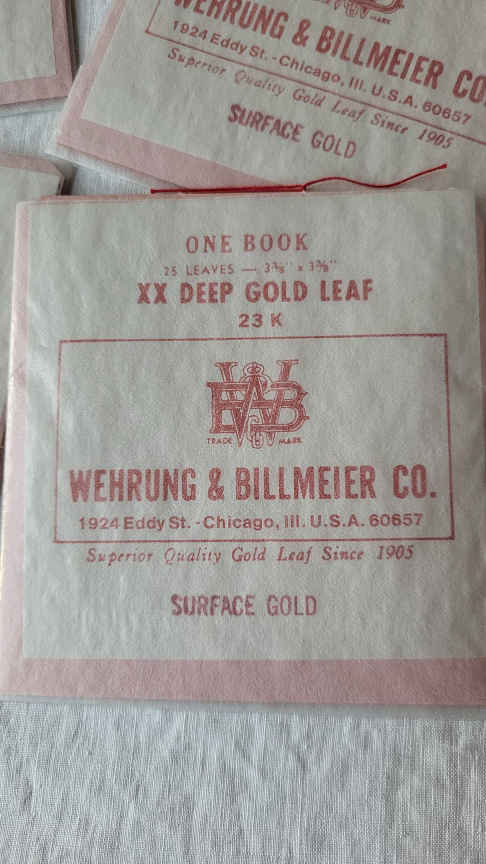 WEHRUNG & BILLMEIER CO.
1924 Eddy St. - Chicago, Ill. U.S.A. 60657
Superior Quality Gold Leaf Since 1905
SURFACE GOLD
ONE BOOK
25 LEAVES — 3⅜" x 3⅜"
XX DEEP GOLD LEAF
23 K
WB
TRADE MARK
WEHRUNG & BILLMEIER CO.
1924 Eddy St. - Chicago, Ill. U.S.A. 60657
Superior Quality Gold Leaf Since 1905
SURFACE GOLD